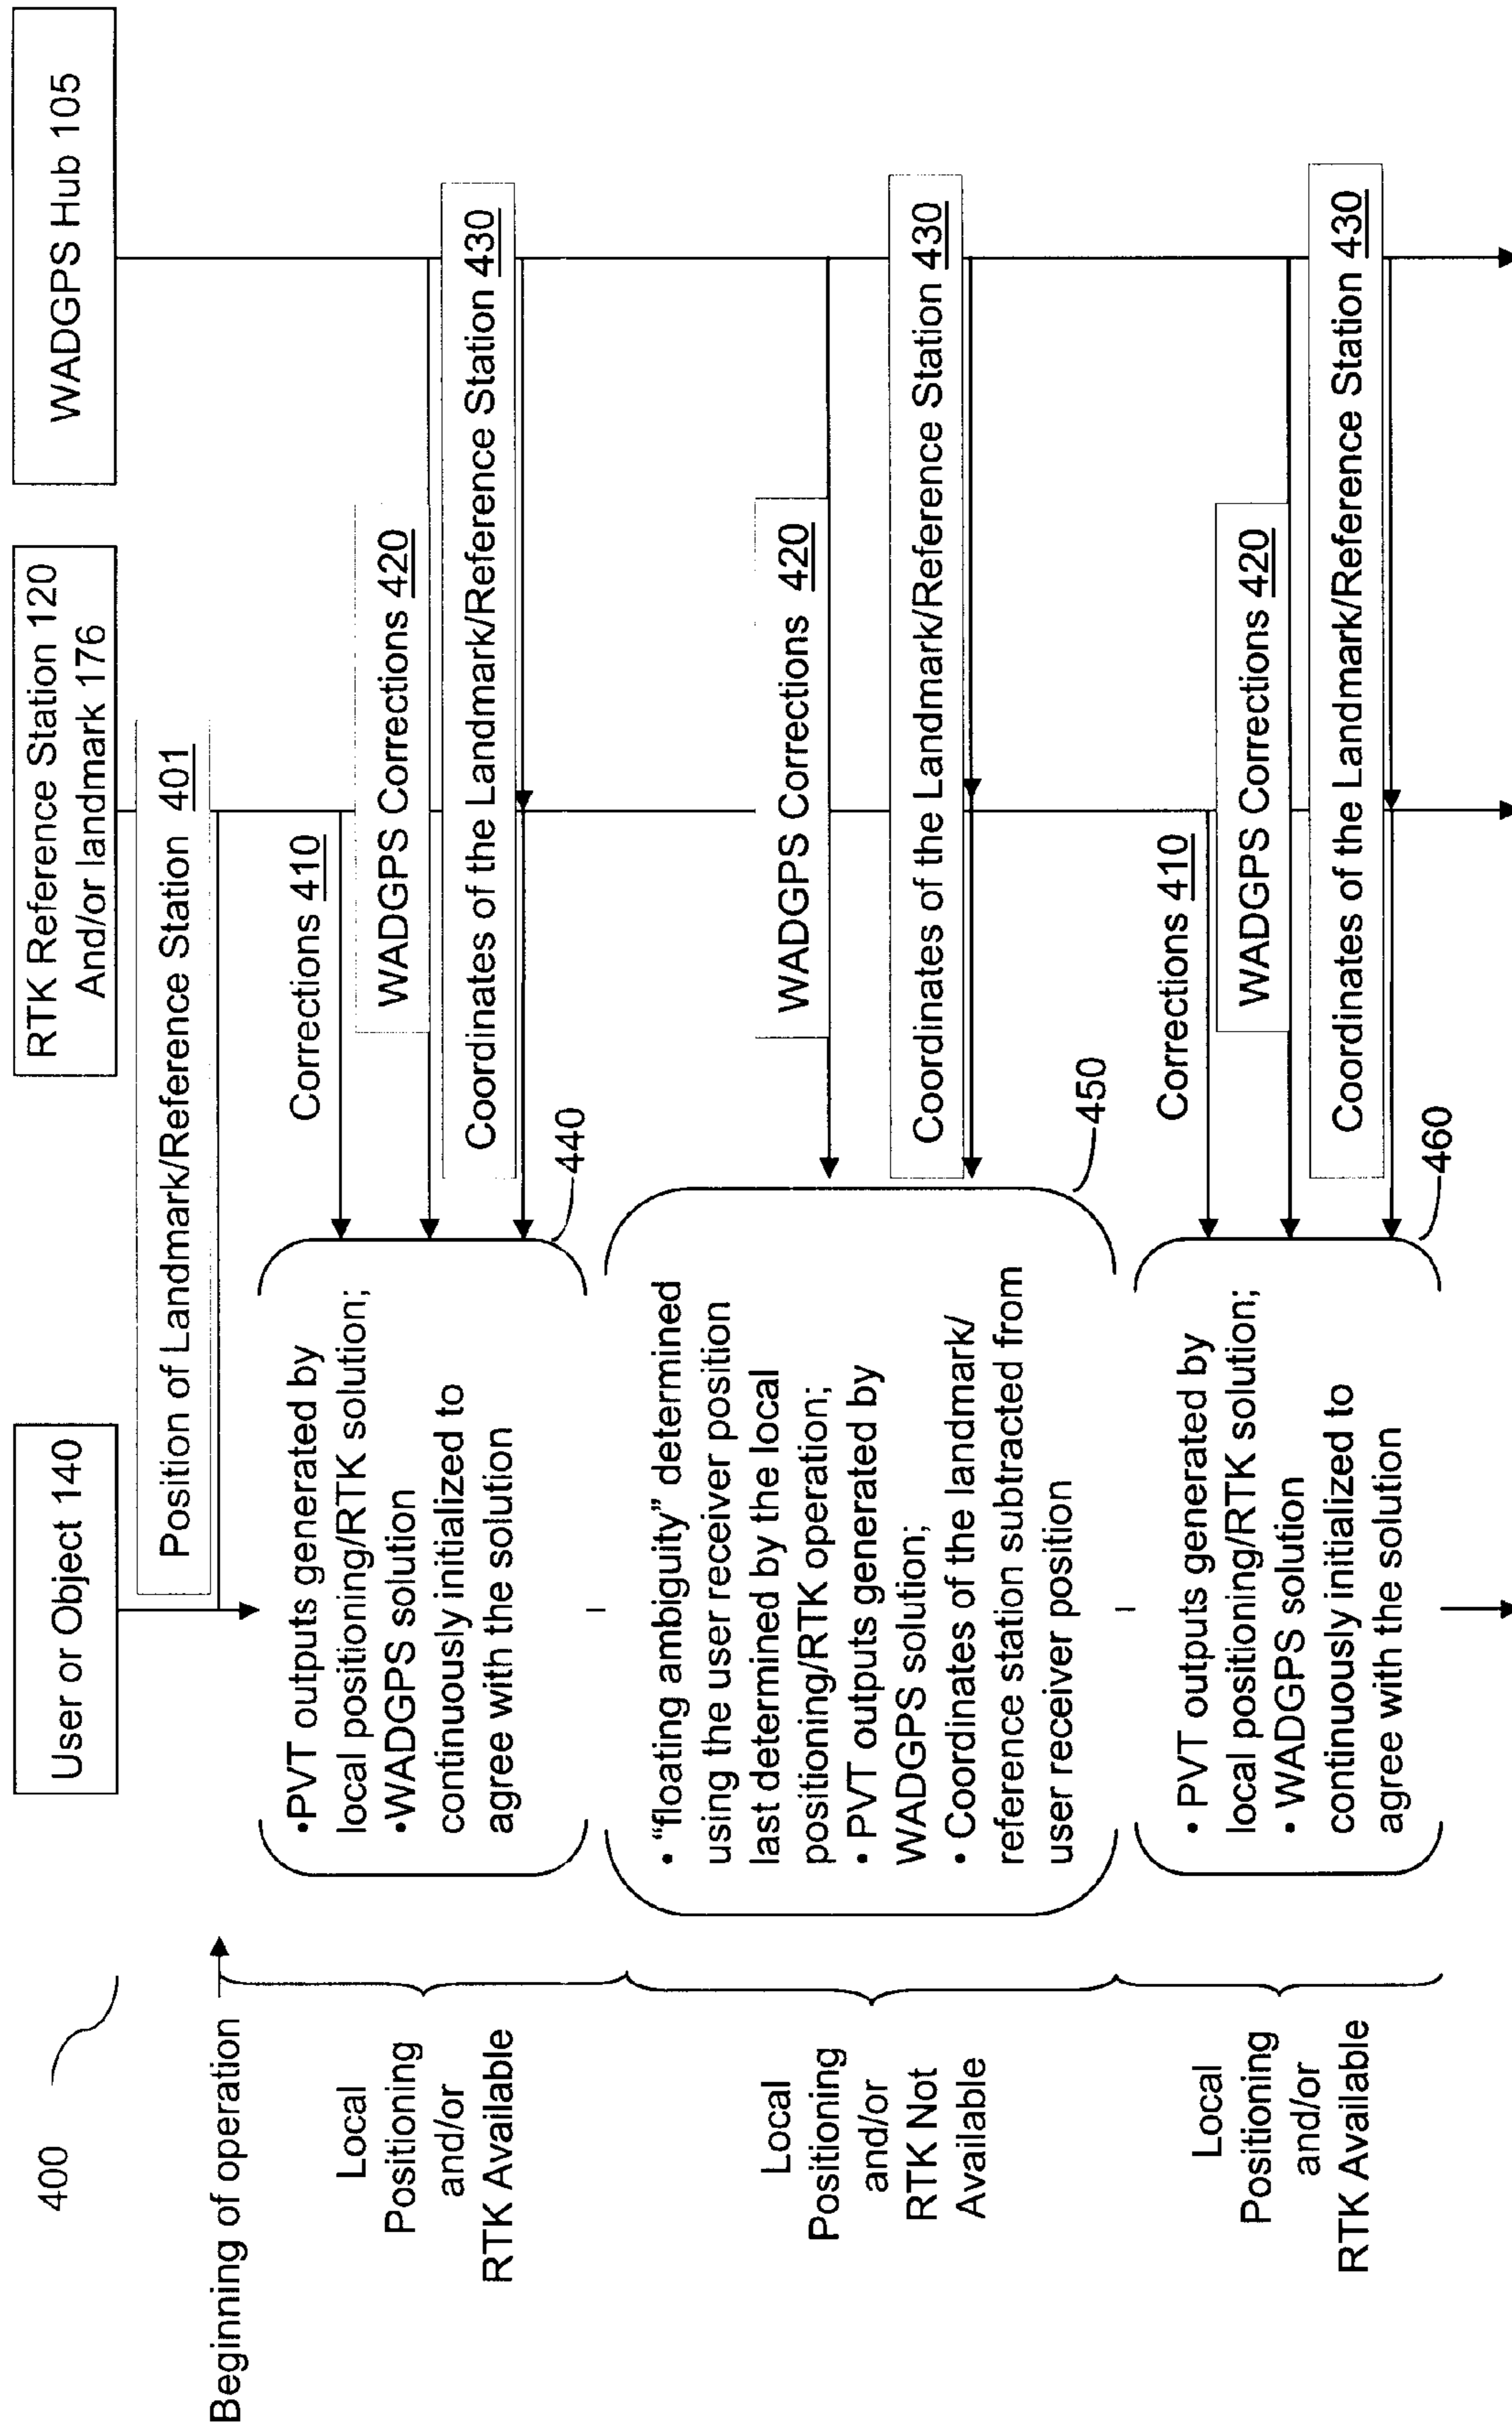 400
User or Object 140
RTK Reference Station 120
And/or landmark 176
WADGPS Hub 105
Beginning of operation
Position of Landmark/Reference Station 401
Local
Positioning
and/or
RTK Available
•PVT outputs generated by
local positioning/RTK solution;
•WADGPS solution
continuously initialized to
agree with the solution
440
Corrections 410
WADGPS Corrections 420
Coordinates of the Landmark/Reference Station 430
Local
Positioning
and/or
RTK Not
Available
• “floating ambiguity” determined
using the user receiver position
last determined by the local
positioning/RTK operation;
• PVT outputs generated by
WADGPS solution;
• Coordinates of the landmark/
reference station subtracted from
user receiver position
450
WADGPS Corrections 420
Coordinates of the Landmark/Reference Station 430
Local
Positioning
and/or
RTK Available
• PVT outputs generated by
local positioning/RTK solution;
• WADGPS solution
continuously initialized to
agree with the solution
460
Corrections 410
WADGPS Corrections 420
Coordinates of the Landmark/Reference Station 430